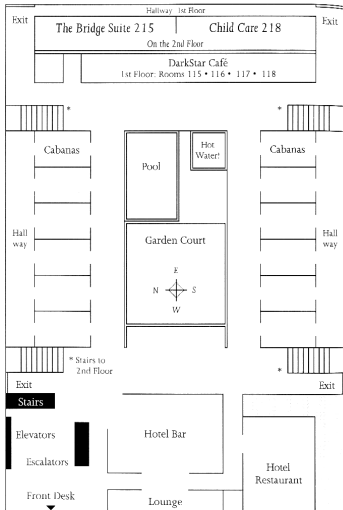 Hallway 1st Floor
Exit
Exit
The Bridge Suite 215
Child Care 218
On the 2nd Floor
DarkStar Café
1st Floor: Rooms 115 • 116 • 117 • 118
*
*
Cabanas
Pool
Hot
Water!
Cabanas
Hall
way
Garden Court
Hall
way
E
N
S
W
* Stairs to
2nd Floor
*
Exit
Exit
Stairs
Elevators
Hotel Bar
Escalators
Hotel
Restaurant
Front Desk
Lounge